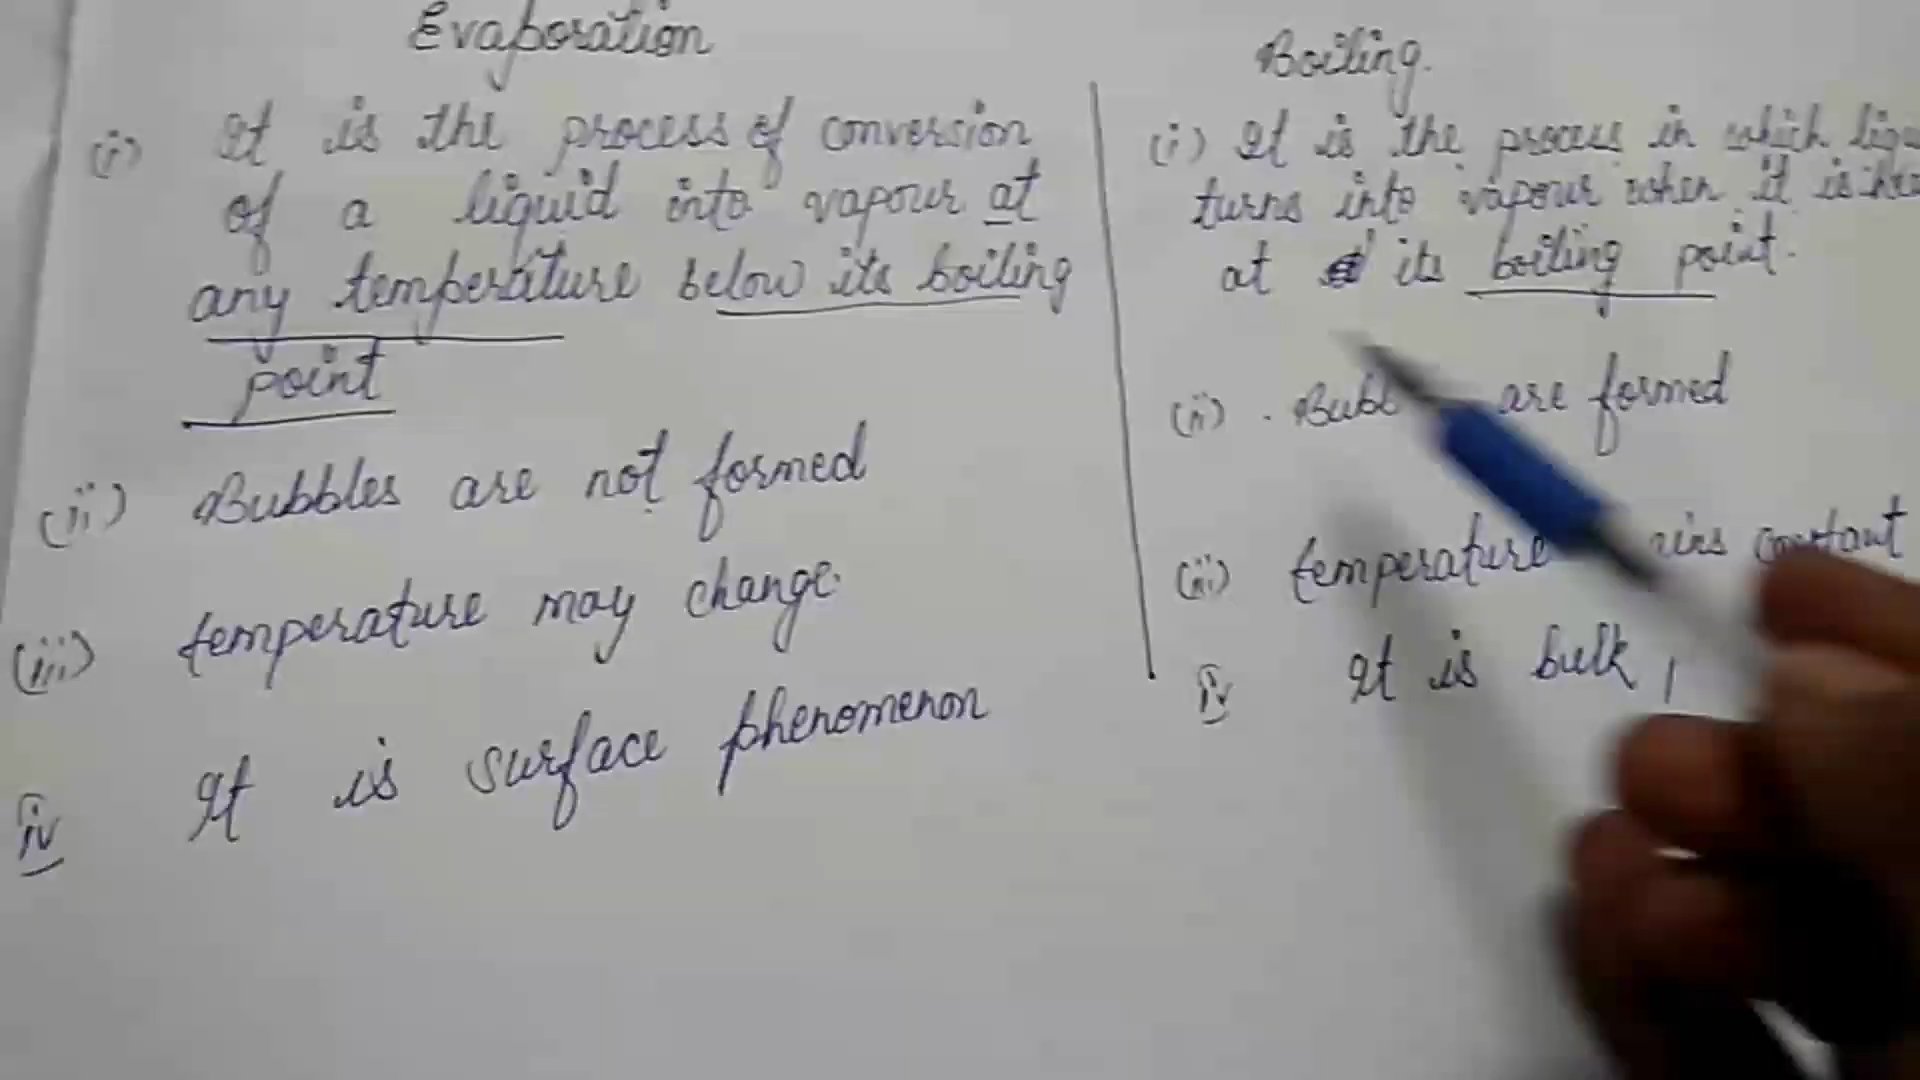 Evaporation
(i) It is the process of conversion
of a liquid into vapour at
any temperature below its boiling
point
(ii) Bubbles are not formed
(iii) temperature may change.
iv It is surface phenomenon
Boiling.
(i) It is the process in which
turns into vapour when it is
at its boiling point.
(ii) . are formed
(iii) temperature constant
iv It is bulk